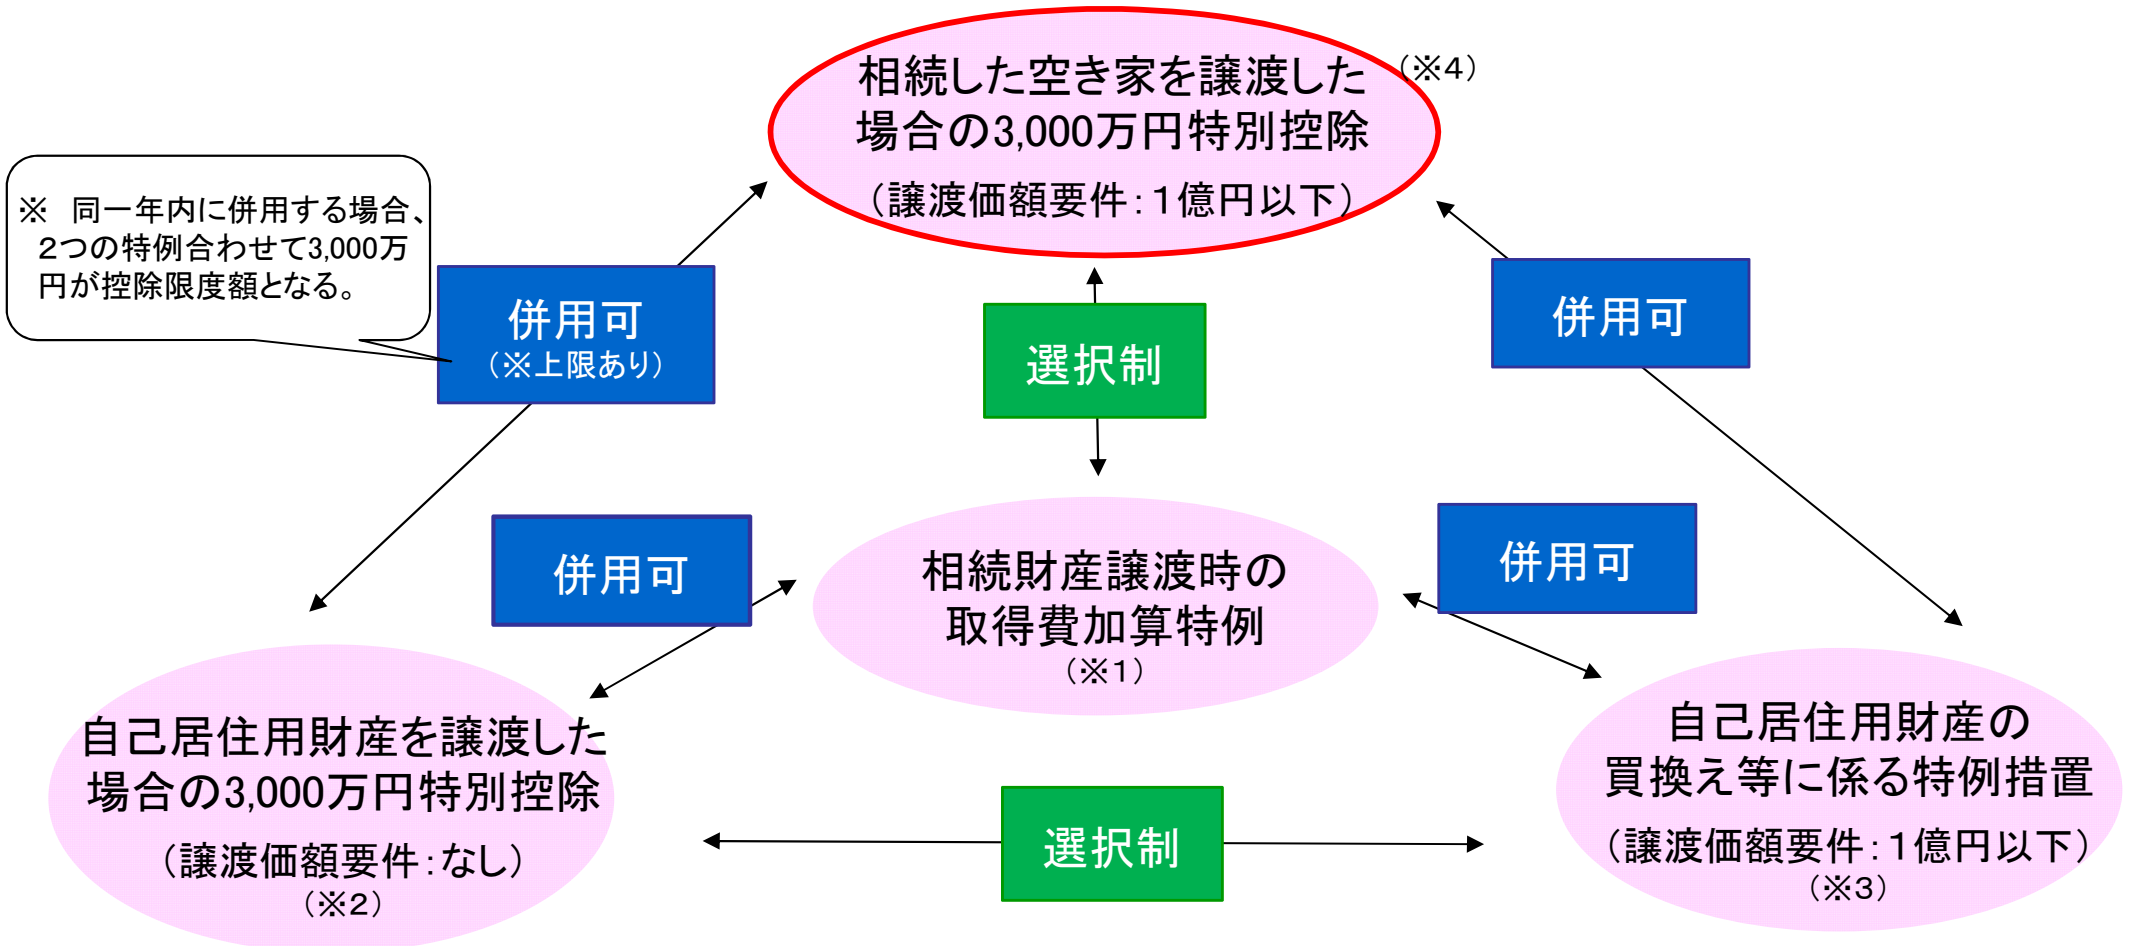 相続した空き家を譲渡した
(※4)
場合の3,000万円特別控除
(譲渡価額要件:1億円以下)
※ 同一年内に併用する場合、
2つの特例合わせて3,000万
円が控除限度額となる。
併用可
(※上限あり)
選択制
併用可
併用可
相続財産譲渡時の
取得費加算特例
(※1)
併用可
自己居住用財産を譲渡した
場合の3,000万円特別控除
(譲渡価額要件:なし)
(※2)
選択制
自己居住用財産の
買換え等に係る特例措置
(譲渡価額要件:1億円以下)
(※3)